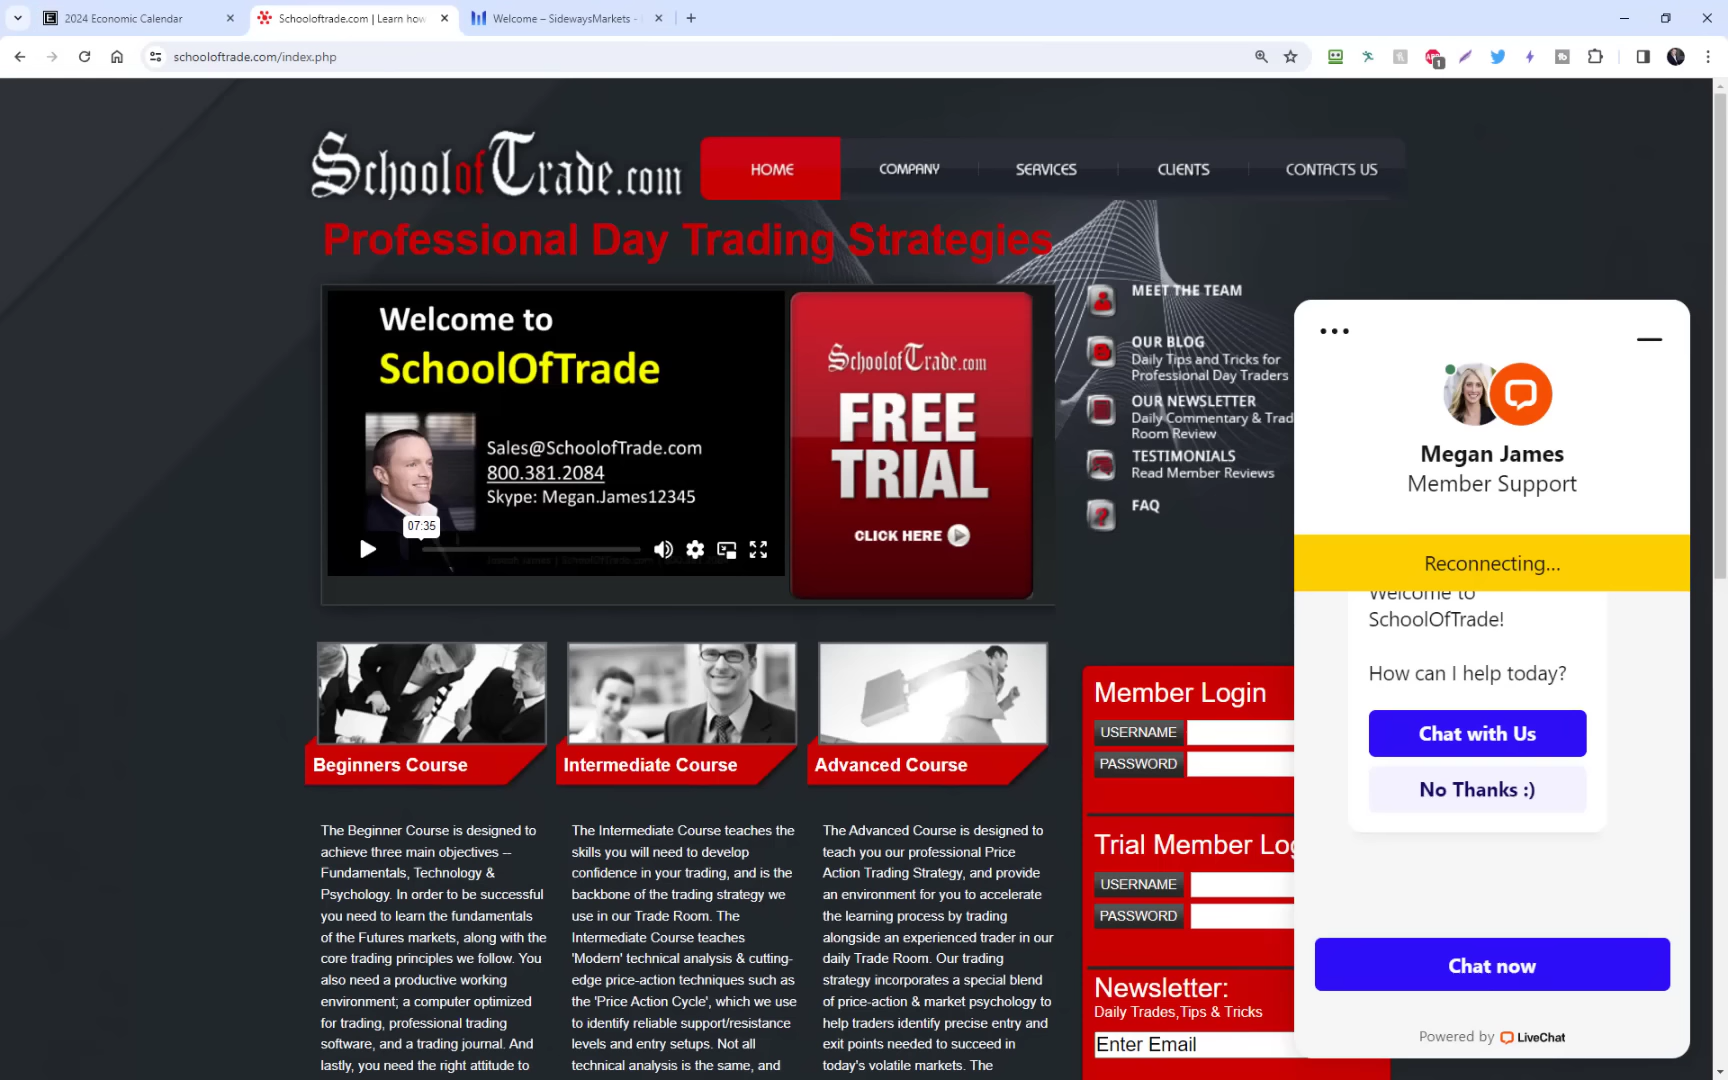 2024 Economic Calendar
Schooloftrade.com | Learn how
Welcome – SidewaysMarkets -
schooloftrade.com/index.php
1
SchoolofTrade.com
HOME
COMPANY
SERVICES
CLIENTS
CONTACTS US
Professional Day Trading Strategies
Welcome to
SchoolOfTrade
Sales@SchoolofTrade.com
800.381.2084
Skype: Megan.James12345
07:35
SchoolofTrade.com
FREE
TRIAL
CLICK HERE
MEET THE TEAM
OUR BLOG
Daily Tips and Tricks for
Professional Day Traders
OUR NEWSLETTER
Daily Commentary & Trad
Room Review
TESTIMONIALS
Read Member Reviews
FAQ
Megan James
Member Support
Reconnecting...
Welcome to
SchoolOfTrade!
How can I help today?
Chat with Us
No Thanks :)
Chat now
Powered by LiveChat
Beginners Course
The Beginner Course is designed to
achieve three main objectives --
Fundamentals, Technology &
Psychology. In order to be successful
you need to learn the fundamentals
of the Futures markets, along with the
core trading principles we follow. You
also need a productive working
environment; a computer optimized
for trading, professional trading
software, and a trading journal. And
lastly, you need the right attitude to
Intermediate Course
The Intermediate Course teaches the
skills you will need to develop
confidence in your trading, and is the
backbone of the trading strategy we
use in our Trade Room. The
Intermediate Course teaches
'Modern' technical analysis & cutting-
edge price-action techniques such as
the 'Price Action Cycle', which we use
to identify reliable support/resistance
levels and entry setups. Not all
technical analysis is the same, and
Advanced Course
The Advanced Course is designed to
teach you our professional Price
Action Trading Strategy, and provide
an environment for you to accelerate
the learning process by trading
alongside an experienced trader in our
daily Trade Room. Our trading
strategy incorporates a special blend
of price-action & market psychology to
help traders identify precise entry and
exit points needed to succeed in
today's volatile markets. The
Member Login
USERNAME
PASSWORD
Trial Member Log
USERNAME
PASSWORD
Newsletter:
Daily Trades,Tips & Tricks
Enter Email